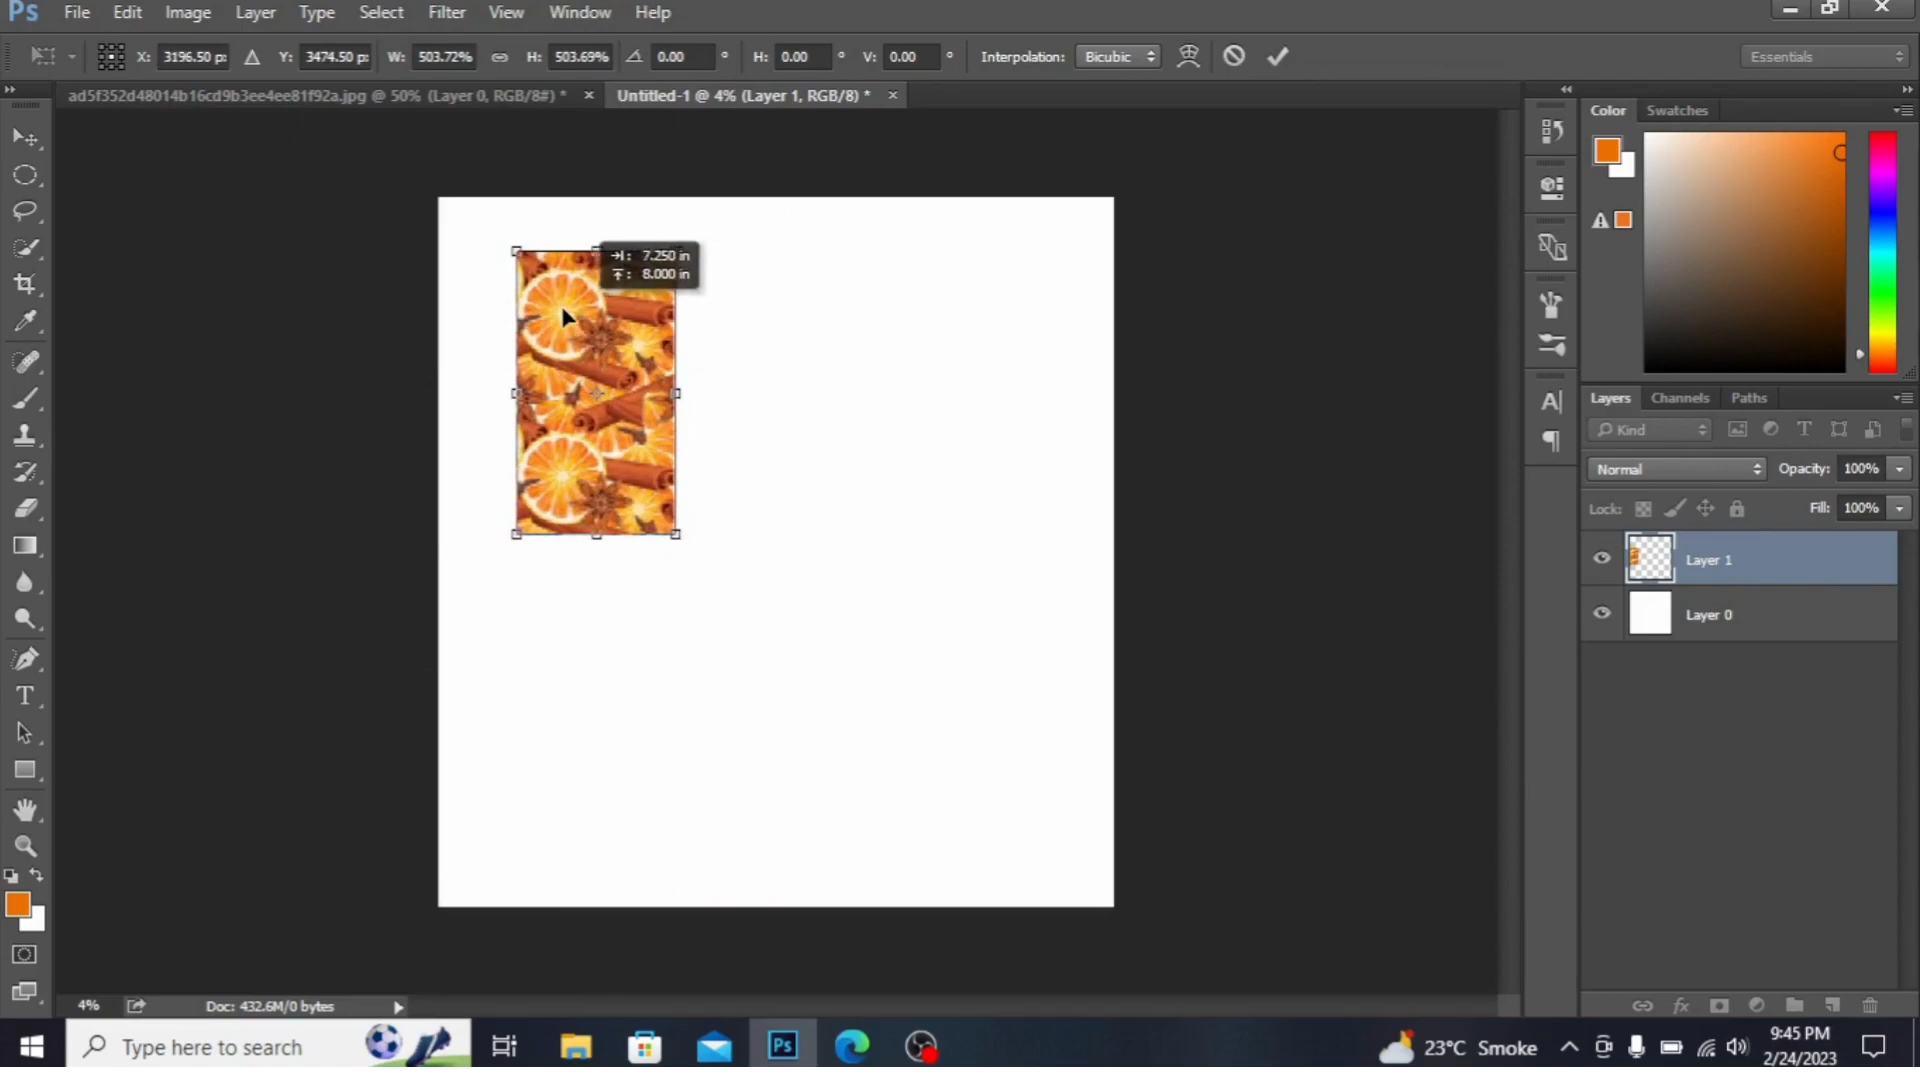 Ps File Edit Image Layer Type Select Filter View Window Help
X: 3196.50 p: Y: 3474.50 p: W: 503.72% H: 503.69% 0.00 ° H: 0.00 ° V: 0.00 ° Interpolation: Bicubic Essentials
ad5f352d48014b16cd9b3ee4ee81f92a.jpg @ 50% (Layer 0, RGB/8#) * × Untitled-1 @ 4% (Layer 1, RGB/8) * ×
Color Swatches
7.250 in
8.000 in
Layers Channels Paths
Kind
Normal Opacity: 100%
Lock: Fill: 100%
Layer 1
Layer 0
4% Doc: 432.6M/0 bytes
Type here to search
Ps
23°C Smoke
9:45 PM
2/24/2023